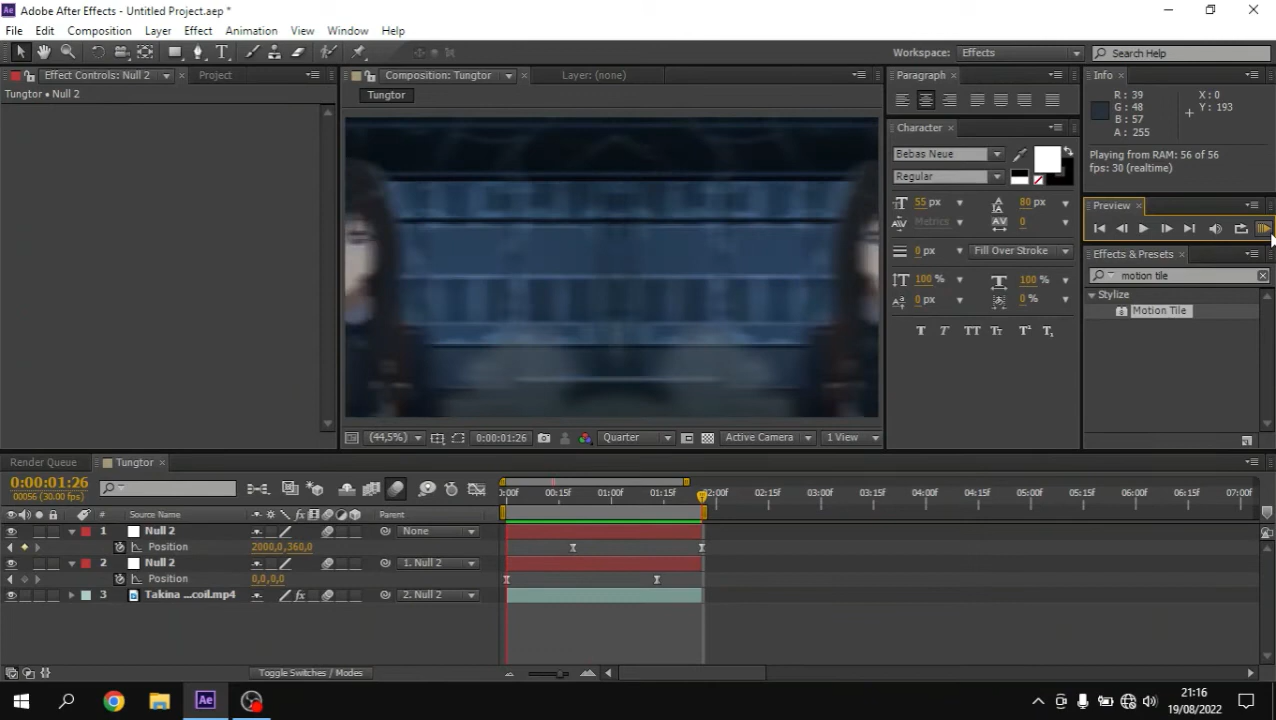 Adobe After Effects - Untitled Project.aep *
File Edit Composition Layer Effect Animation View Window Help
Workspace: Effects Search Help
Effect Controls: Null 2 Project
Tungtor • Null 2
Composition: Tungtor Layer: (none)
Tungtor
Paragraph
Character
Bebas Neue
Regular
55 px 80 px
Metrics 0
0 px Fill Over Stroke
100 % 100 %
0 px 0 %
T T TT Tt T¹ T₁
Info
R: 39 X: 0
G: 48 Y: 193
B: 57
A: 255
Playing from RAM: 56 of 56
fps: 30 (realtime)
Preview
Effects & Presets
motion tile
Stylize
Motion Tile
(44,5%) 0:00:01:26 Quarter Active Camera 1 View
Render Queue Tungtor
0:00:01:26
00056 (30.00 fps)
:00f 00:15f 01:00f 01:15f 02:00f 02:15f 03:00f 03:15f 04:00f 04:15f 05:00f 05:15f 06:00f 06:15f 07:00f
# Source Name fx Parent
1 Null 2 None
Position 2000,0,360,0
2 Null 2 1. Null 2
Position 0,0,0,0
3 Takina ...coil.mp4 fx 2. Null 2
Toggle Switches / Modes
Ae
21:16
19/08/2022